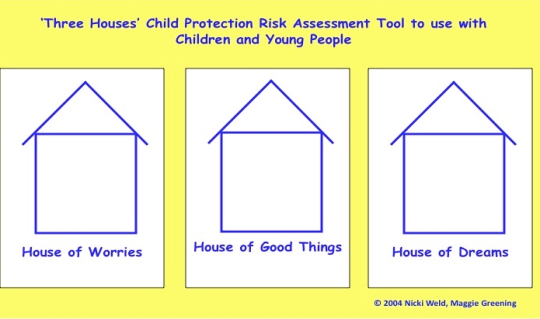 ‘Three Houses’ Child Protection Risk Assessment Tool to use with
Children and Young People
House of Worries
House of Good Things
House of Dreams
© 2004 Nicki Weld, Maggie Greening